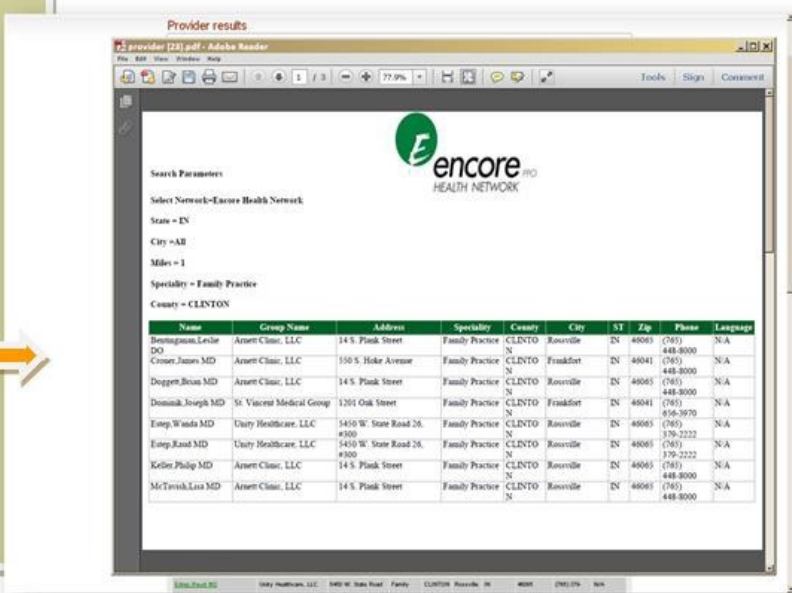 Provider results
provider [28].pdf - Adobe Reader
File Edit View Window Help
1 / 3 77.9% Tools Sign Comment
E encore PPO
HEALTH NETWORK
Search Parameters
Select Network=Encore Health Network
State = IN
City =All
Miles = 1
Speciality = Family Practice
County = CLINTON
Name Group Name Address Speciality County City ST Zip Phone Language
Leslie DO Arnett Clinic, LLC 14 S. Plank Street Family Practice CLINTON Rossville IN 46065 (765) 448-8000 N/A
Croner,James MD Arnett Clinic, LLC 550 S. Hoke Avenue Family Practice CLINTON Frankfort IN 46041 (765) 448-8000 N/A
Doggett,Brian MD Arnett Clinic, LLC 14 S. Plank Street Family Practice CLINTON Rossville IN 46065 (765) 448-8000 N/A
Dominik,Joseph MD St. Vincent Medical Group 1201 Oak Street Family Practice CLINTON Frankfort IN 46041 (765) 656-3970 N/A
Estep,Wanda MD Unity Healthcare, LLC 5450 W. State Road 26, #300 Family Practice CLINTON Rossville IN 46065 (765) 379-2222 N/A
Estep,Raud MD Unity Healthcare, LLC 5450 W. State Road 26, #300 Family Practice CLINTON Rossville IN 46065 (765) 379-2222 N/A
Keller,Philip MD Arnett Clinic, LLC 14 S. Plank Street Family Practice CLINTON Rossville IN 46065 (765) 448-8000 N/A
McTavish,Lisa MD Arnett Clinic, LLC 14 S. Plank Street Family Practice CLINTON Rossville IN 46065 (765) 448-8000 N/A
Unity Healthcare, LLC 5450 W. State Road Family CLINTON Rossville IN 46065 N/A